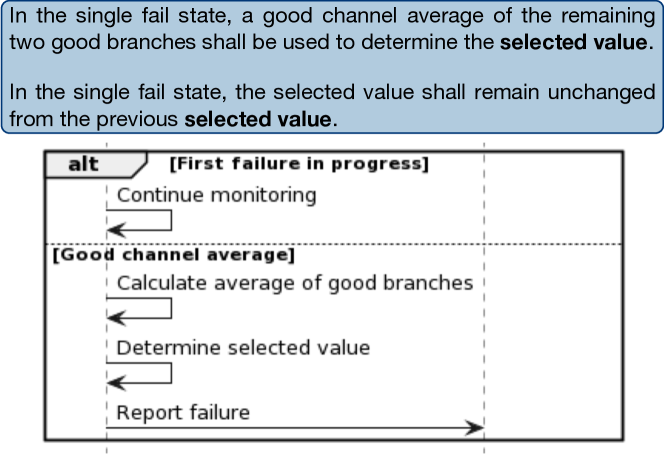 In the single fail state, a good channel average of the remaining
two good branches shall be used to determine the selected value.
In the single fail state, the selected value shall remain unchanged
from the previous selected value.
alt [First failure in progress]
Continue monitoring
[Good channel average]
Calculate average of good branches
Determine selected value
Report failure